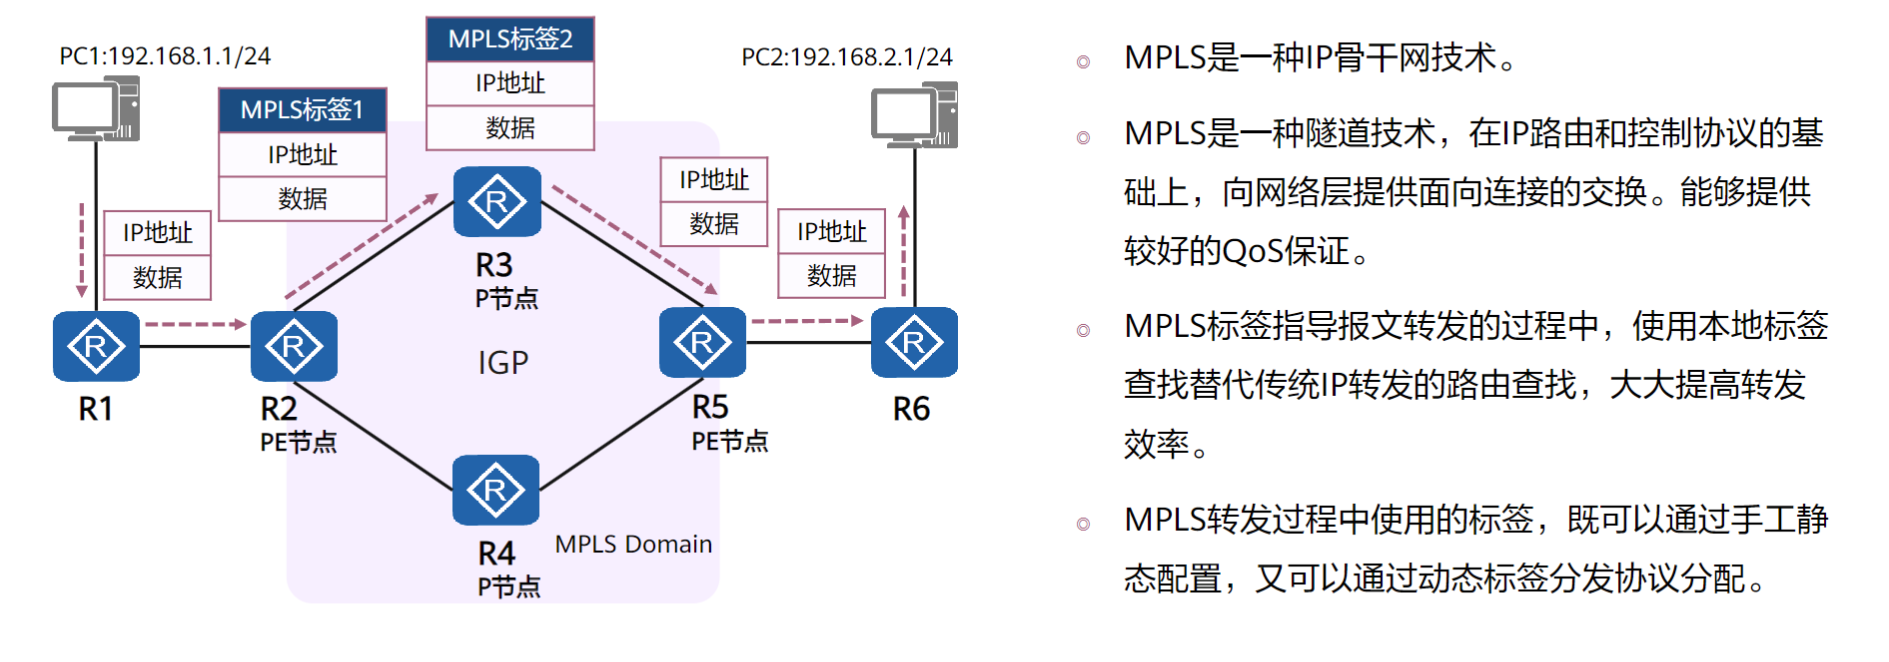 PC1:192.168.1.1/24
MPLS标签1
IP地址
数据
MPLS标签2
IP地址
数据
PC2:192.168.2.1/24
IP地址
数据
IP地址
数据
IP地址
数据
R
R3
P节点
R
R1
R
R2
PE节点
IGP
R
R5
PE节点
R
R6
R
R4
P节点
MPLS Domain
MPLS是一种IP骨干网技术。
MPLS是一种隧道技术，在IP路由和控制协议的基
础上，向网络层提供面向连接的交换。能够提供
较好的QoS保证。
MPLS标签指导报文转发的过程中，使用本地标签
查找替代传统IP转发的路由查找，大大提高转发
效率。
MPLS转发过程中使用的标签，既可以通过手工静
态配置，又可以通过动态标签分发协议分配。